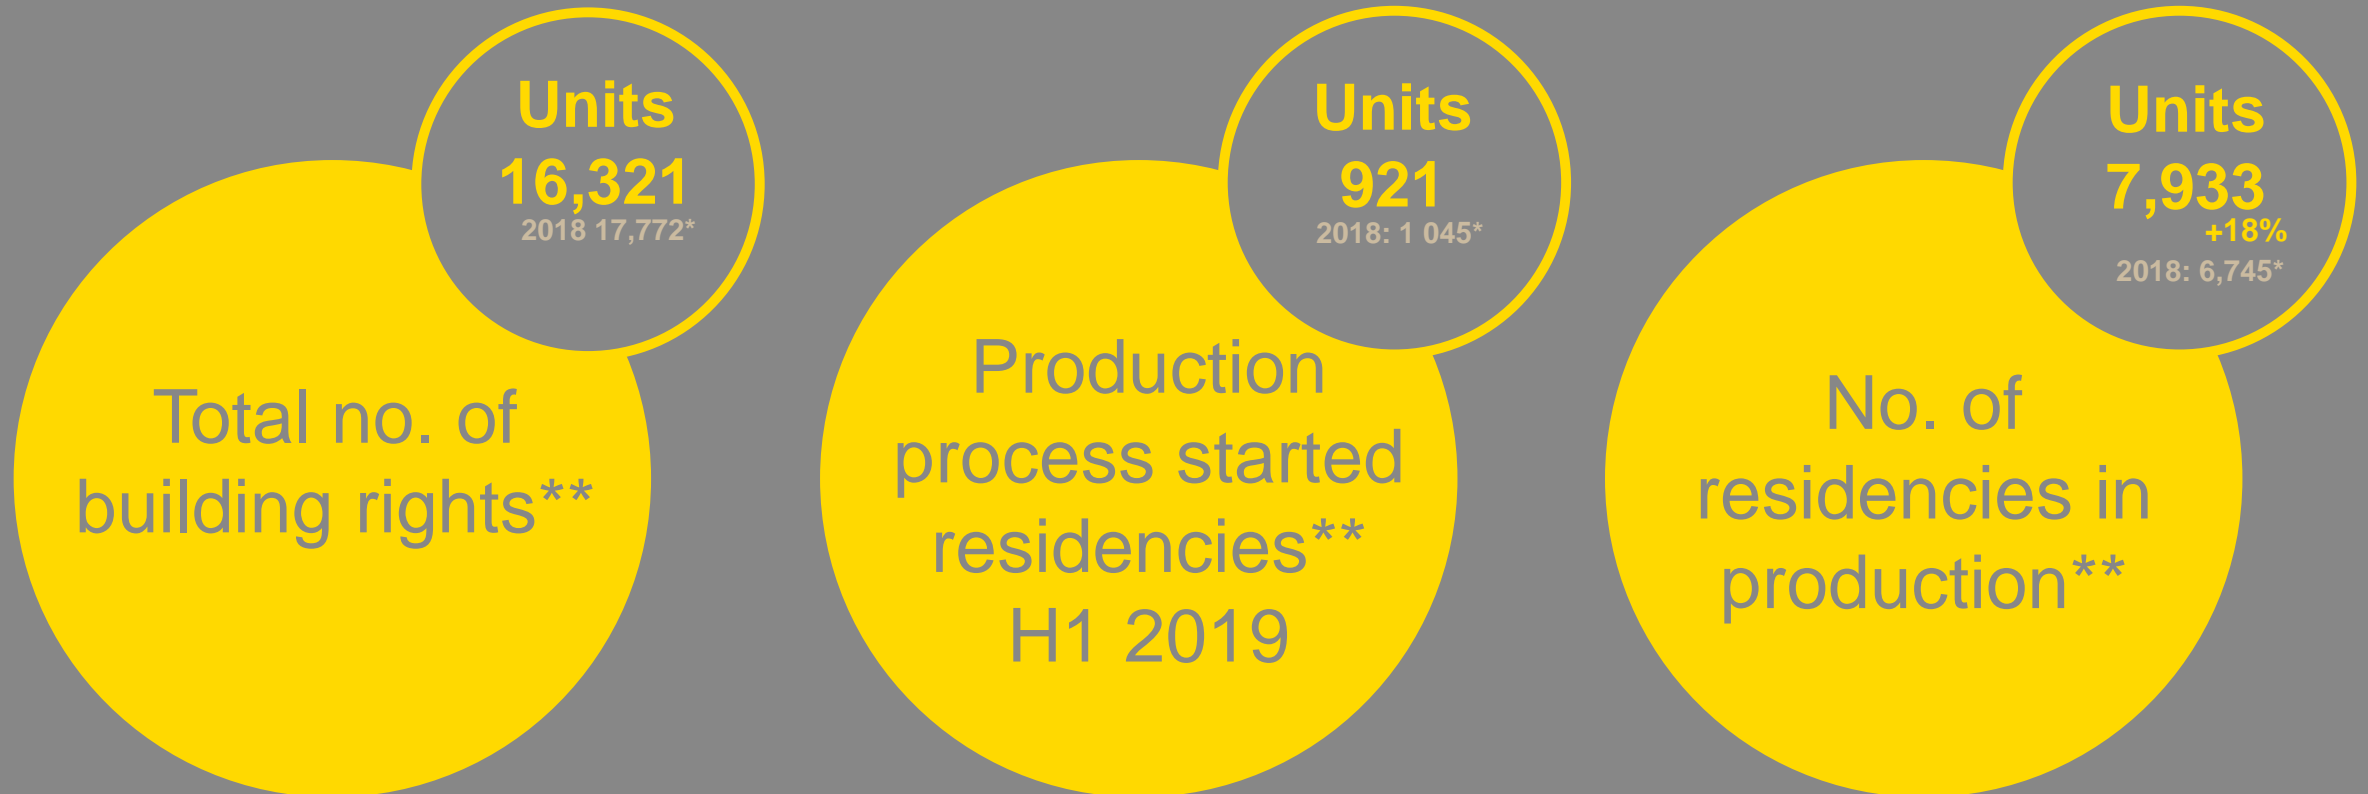 Units
16,321
2018 17,772*
Total no. of
building rights**
Units
921
2018: 1 045*
Production
process started
residencies**
H1 2019
Units
7,933
+18%
2018: 6,745*
No. of
residencies in
production**